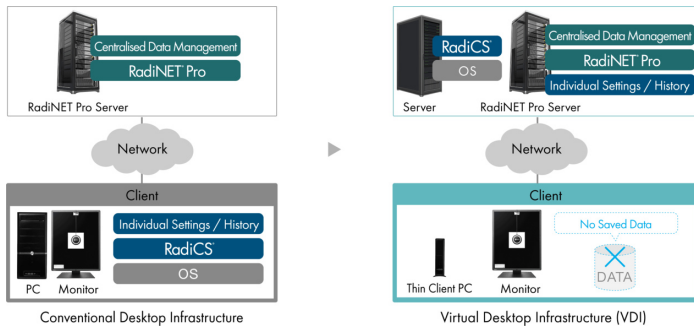 Centralised Data Management
RadiNET® Pro
RadiNET Pro Server
Network
Client
Individual Settings / History
RadiCS®
OS
PC
Monitor
Conventional Desktop Infrastructure
RadiCS®
OS
Server
Centralised Data Management
RadiNET® Pro
Individual Settings / History
RadiNET Pro Server
Network
Client
No Saved Data
DATA
Thin Client PC
Monitor
Virtual Desktop Infrastructure (VDI)